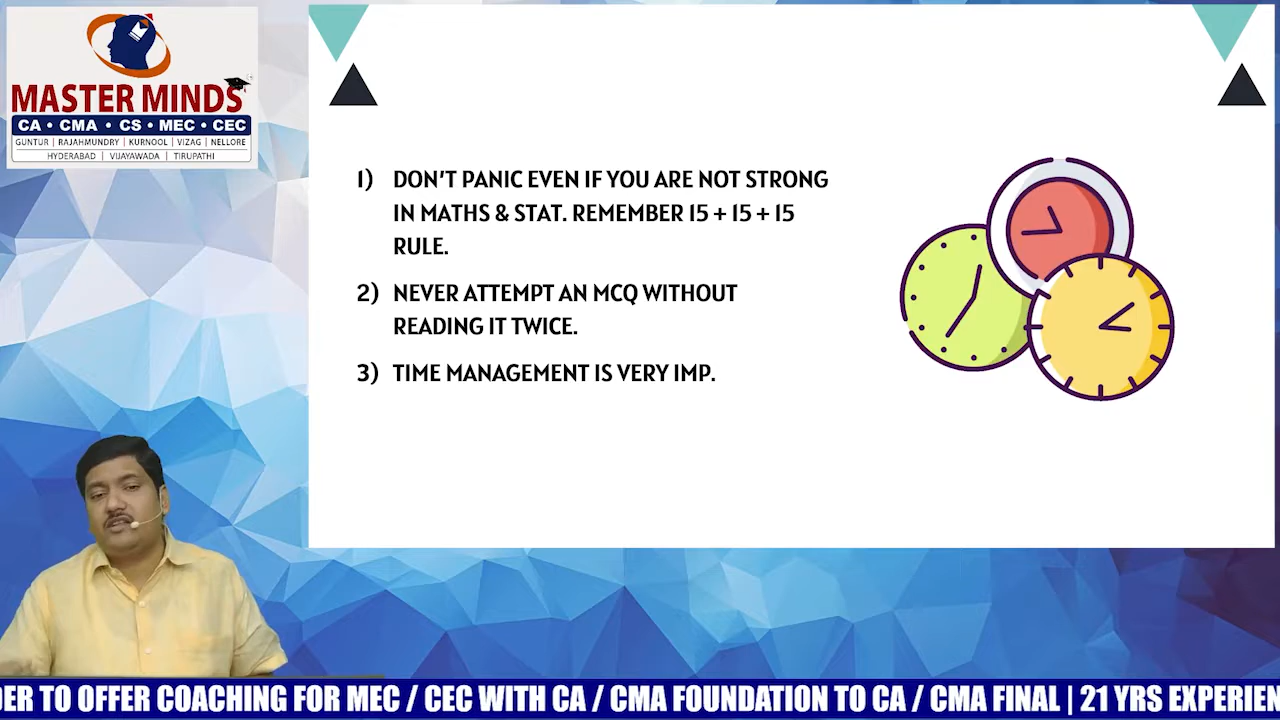 MASTER MINDS
CA • CMA • CS • MEC • CEC
GUNTUR | RAJAHMUNDRY | KURNOOL | VIZAG | NELLORE
HYDERABAD | VIJAYAWADA | TIRUPATHI
1) DON'T PANIC EVEN IF YOU ARE NOT STRONG
IN MATHS & STAT. REMEMBER 15 + 15 + 15
RULE.
2) NEVER ATTEMPT AN MCQ WITHOUT
READING IT TWICE.
3) TIME MANAGEMENT IS VERY IMP.
DER TO OFFER COACHING FOR MEC / CEC WITH CA / CMA FOUNDATION TO CA / CMA FINAL | 21 YRS EXPERIEN